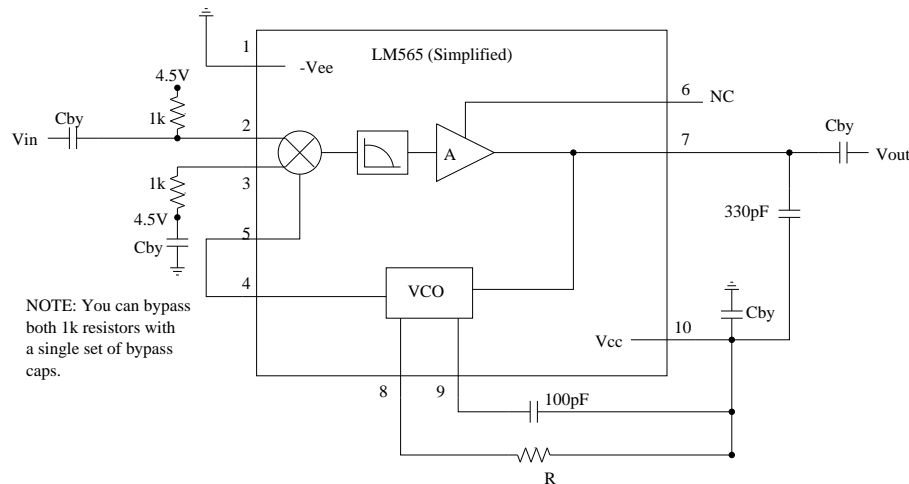 1
-Vee
LM565 (Simplified)
4.5V
6
NC
1k
Cby
2
7
Cby
Vin
A
Vout
3
1k
330pF
4.5V
5
Cby
4
VCO
Cby
NOTE: You can bypass
both 1k resistors with
a single set of bypass
caps.
Vcc
10
8
9
100pF
R